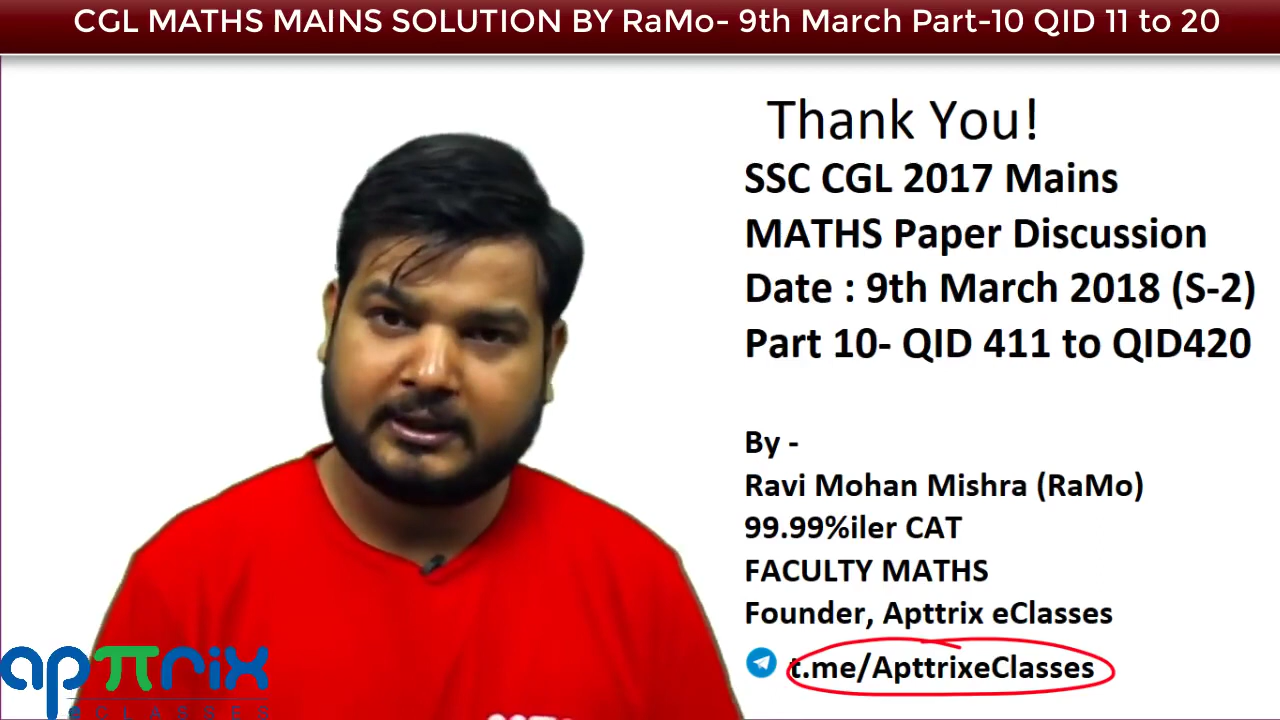 CGL MATHS MAINS SOLUTION BY RaMo- 9th March Part-10 QID 11 to 20
Thank You!
SSC CGL 2017 Mains
MATHS Paper Discussion
Date : 9th March 2018 (S-2)
Part 10- QID 411 to QID420
By -
Ravi Mohan Mishra (RaMo)
99.99%iler CAT
FACULTY MATHS
Founder, Apttrix eClasses
t.me/ApttrixeClasses
apttrix
eCLASSES